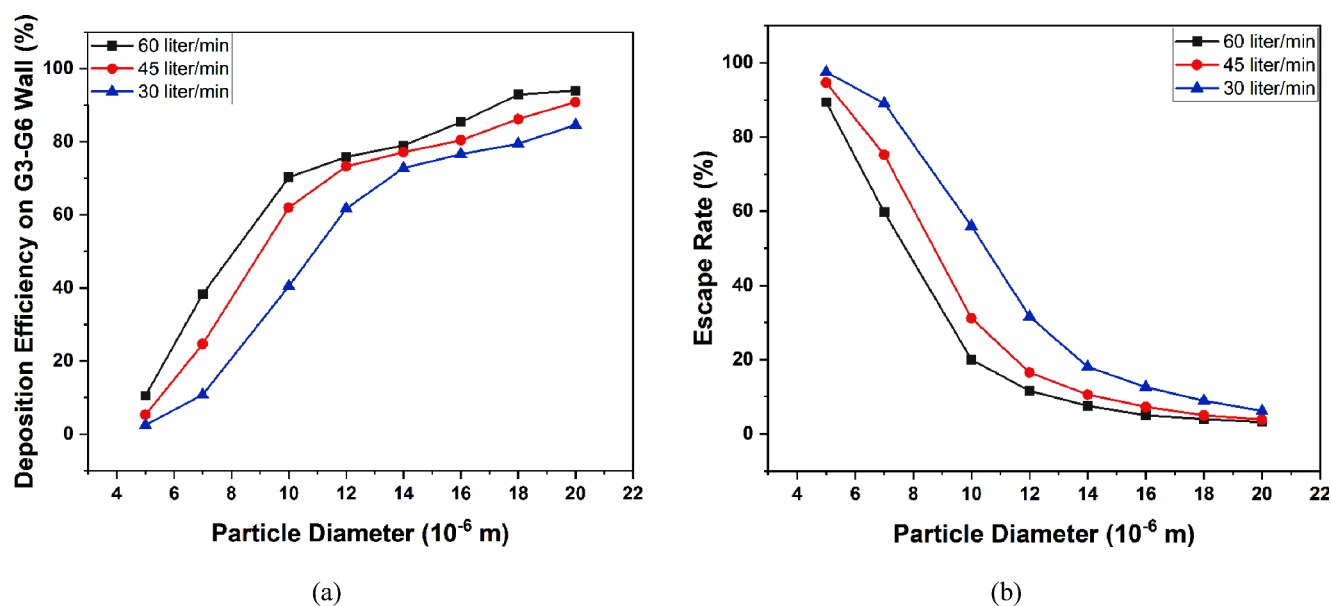 Deposition Efficiency on G3-G6 Wall (%)
60 liter/min
45 liter/min
30 liter/min
100
80
60
40
20
0
4 6 8 10 12 14 16 18 20 22
Particle Diameter (10⁻⁶ m)
(a)
Escape Rate (%)
60 liter/min
45 liter/min
30 liter/min
100
80
60
40
20
0
4 6 8 10 12 14 16 18 20 22
Particle Diameter (10⁻⁶ m)
(b)